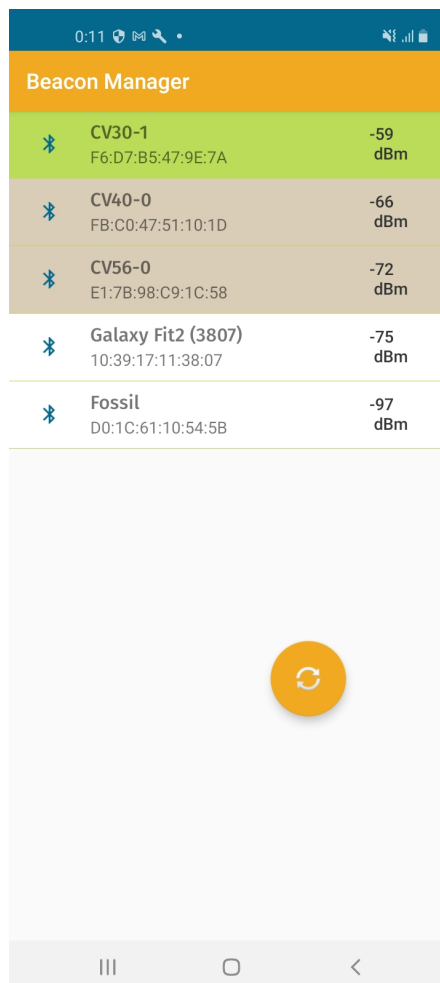 0:11
Beacon Manager
CV30-1
F6:D7:B5:47:9E:7A
-59
dBm
CV40-0
FB:C0:47:51:10:1D
-66
dBm
CV56-0
E1:7B:98:C9:1C:58
-72
dBm
Galaxy Fit2 (3807)
10:39:17:11:38:07
-75
dBm
Fossil
D0:1C:61:10:54:5B
-97
dBm